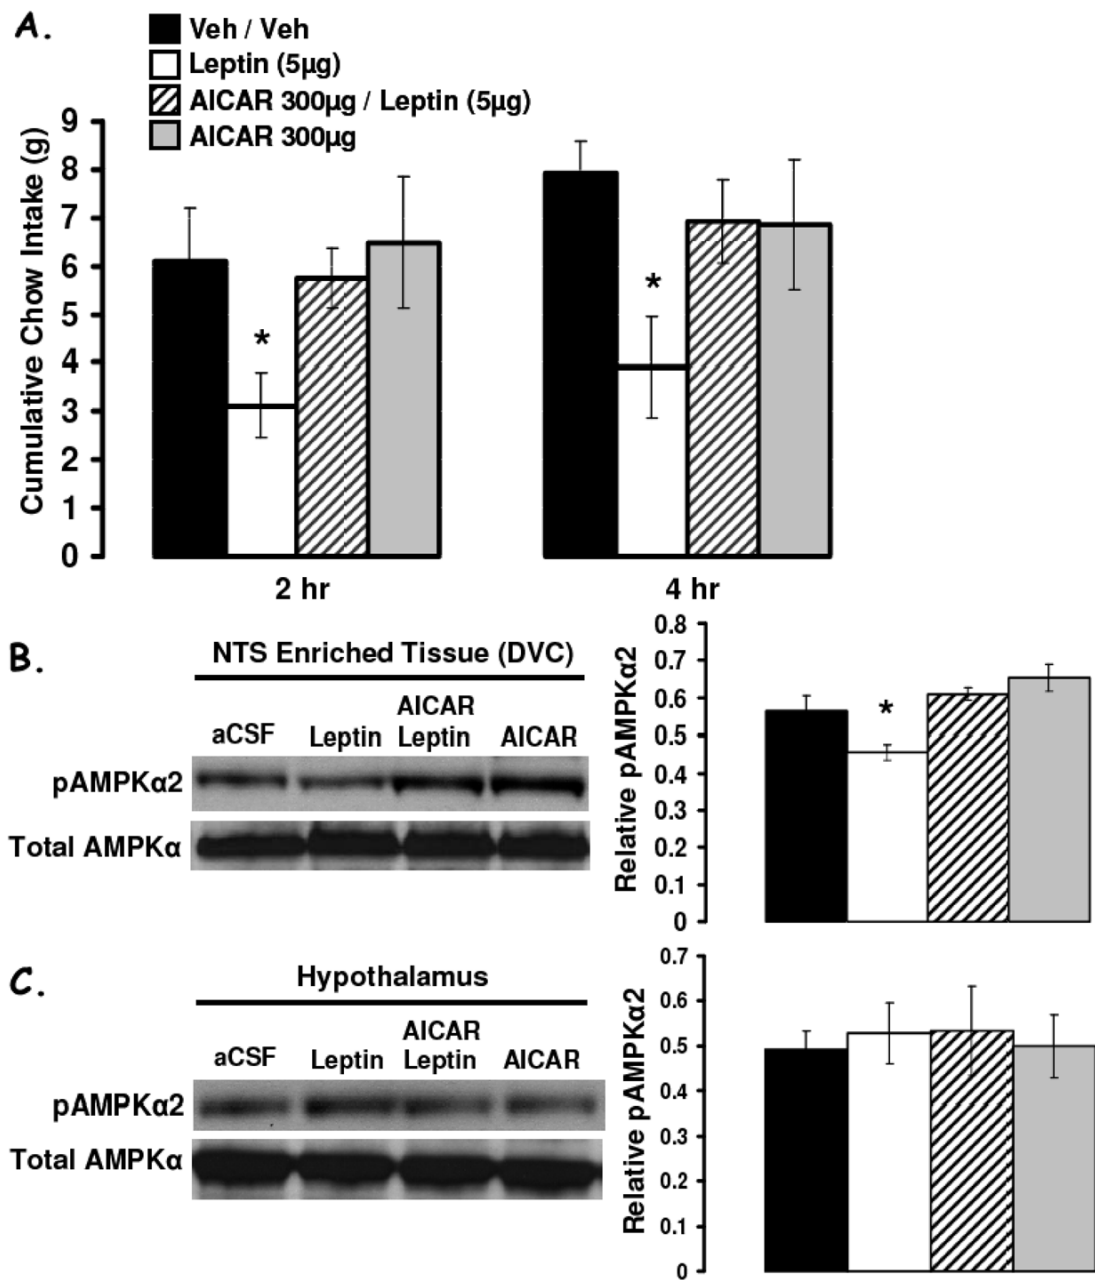 A.
Veh / Veh
Leptin (5µg)
AICAR 300µg / Leptin (5µg)
AICAR 300µg
Cumulative Chow Intake (g)
9
8
7
6
5
4
3
2
1
0
*
*
2 hr
4 hr
B.
NTS Enriched Tissue (DVC)
aCSF
Leptin
AICAR
Leptin
AICAR
pAMPKα2
Total AMPKα
Relative pAMPKα2
0.8
0.7
0.6
0.5
0.4
0.3
0.2
0.1
0
*
C.
Hypothalamus
aCSF
Leptin
AICAR
Leptin
AICAR
pAMPKα2
Total AMPKα
Relative pAMPKα2
0.7
0.6
0.5
0.4
0.3
0.2
0.1
0